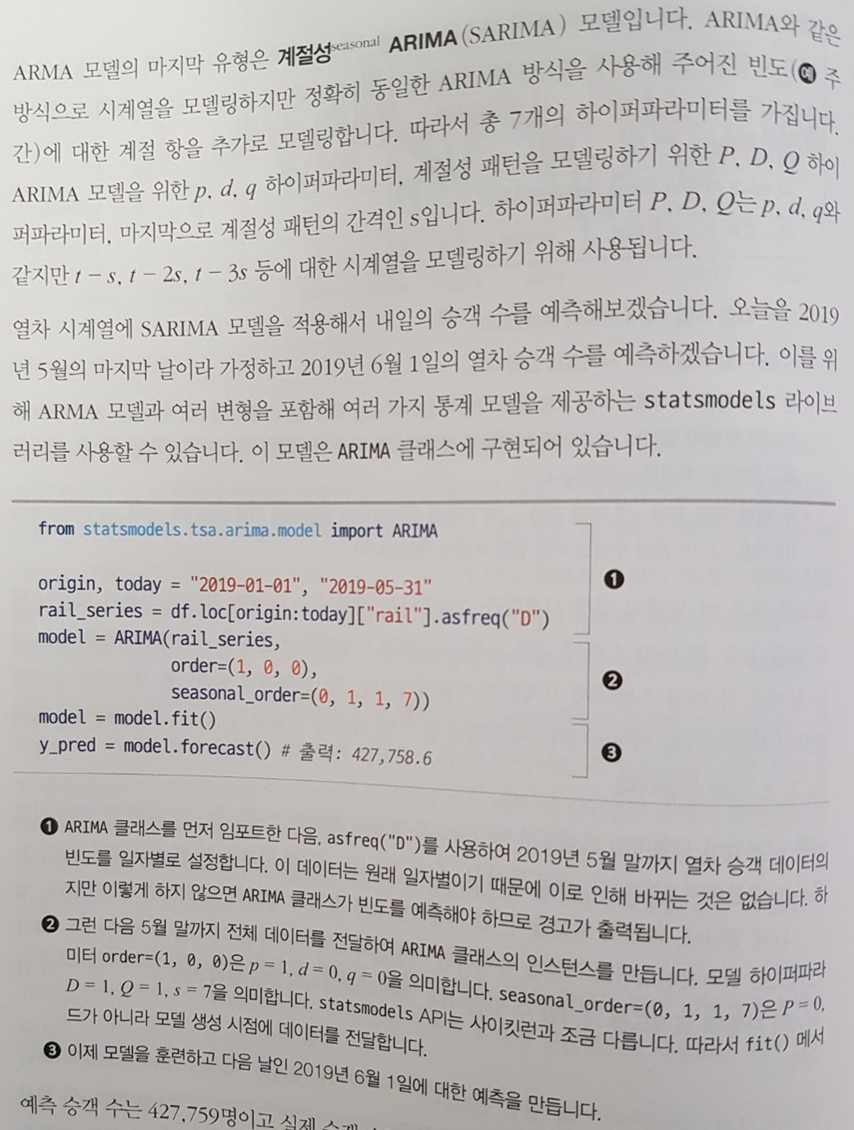 ARMA 모델의 마지막 유형은 계절성seasonal ARIMA(SARIMA) 모델입니다. ARIMA와 같은
방식으로 시계열을 모델링하지만 정확히 동일한 ARIMA 방식을 사용해 주어진 빈도(예 주
간)에 대한 계절 항을 추가로 모델링합니다. 따라서 총 7개의 하이퍼파라미터를 가집니다.
ARIMA 모델을 위한 p, d, q 하이퍼파라미터, 계절성 패턴을 모델링하기 위한 P, D, Q 하이
퍼파라미터, 마지막으로 계절성 패턴의 간격인 s입니다. 하이퍼파라미터 P, D, Q는 p, d, q와
같지만 t − s, t − 2s, t − 3s 등에 대한 시계열을 모델링하기 위해 사용됩니다.
열차 시계열에 SARIMA 모델을 적용해서 내일의 승객 수를 예측해보겠습니다. 오늘을 2019
년 5월의 마지막 날이라 가정하고 2019년 6월 1일의 열차 승객 수를 예측하겠습니다. 이를 위
해 ARMA 모델과 여러 변형을 포함해 여러 가지 통계 모델을 제공하는 statsmodels 라이브
러리를 사용할 수 있습니다. 이 모델은 ARIMA 클래스에 구현되어 있습니다.
from statsmodels.tsa.arima.model import ARIMA
❶
origin, today = "2019-01-01", "2019-05-31"
rail_series = df.loc[origin:today]["rail"].asfreq("D")
model = ARIMA(rail_series,
order=(1, 0, 0),
❷
seasonal_order=(0, 1, 1, 7))
model = model.fit()
y_pred = model.forecast() # 출력: 427,758.6
❸
❶ ARIMA 클래스를 먼저 임포트한 다음, asfreq("D")를 사용하여 2019년 5월 말까지 열차 승객 데이터의
빈도를 일자별로 설정합니다. 이 데이터는 원래 일자별이기 때문에 이로 인해 바뀌는 것은 없습니다. 하
지만 이렇게 하지 않으면 ARIMA 클래스가 빈도를 예측해야 하므로 경고가 출력됩니다.
❷ 그런 다음 5월 말까지 전체 데이터를 전달하여 ARIMA 클래스의 인스턴스를 만듭니다. 모델 하이퍼파라
미터 order=(1, 0, 0)은 p = 1, d = 0, q = 0을 의미합니다. seasonal_order=(0, 1, 1, 7)은 P = 0,
D = 1, Q = 1, s = 7을 의미합니다. statsmodels API는 사이킷런과 조금 다릅니다. 따라서 fit() 메서
드가 아니라 모델 생성 시점에 데이터를 전달합니다.
❸ 이제 모델을 훈련하고 다음 날인 2019년 6월 1일에 대한 예측을 만듭니다.
예측 승객 수는 427,759명이고 실제 승객